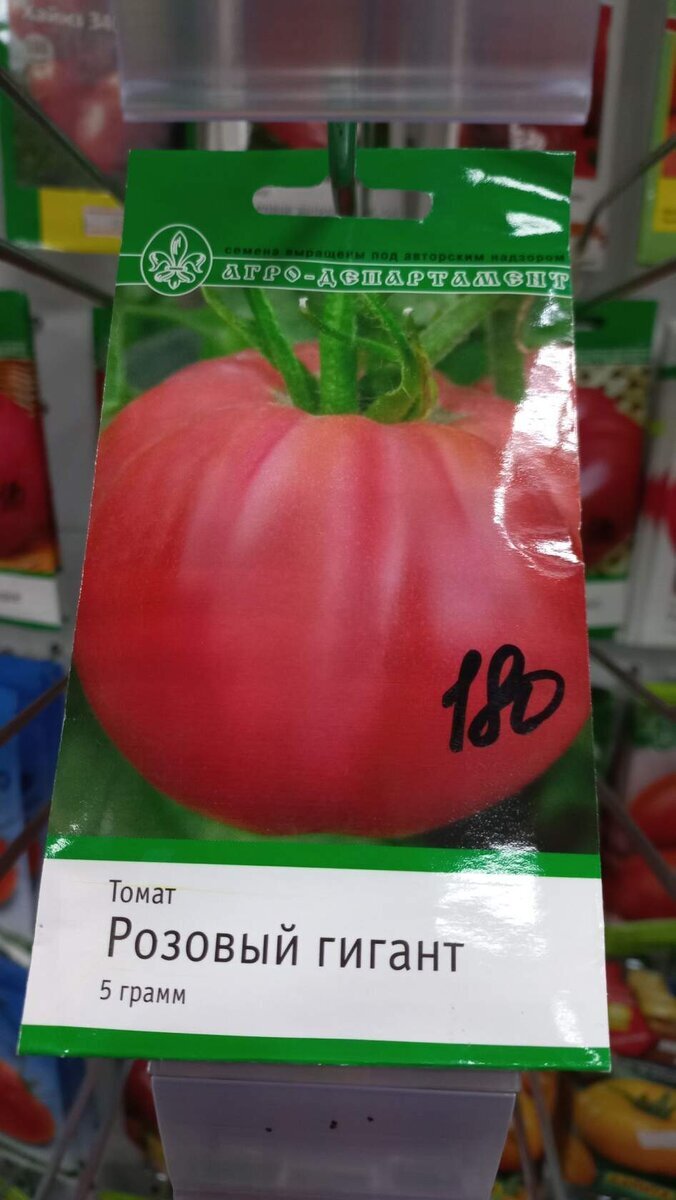 семена выращены под авторским надзором
АГРО-ДЕПАРТАМЕНТ
180
Томат
Розовый гигант
5 грамм